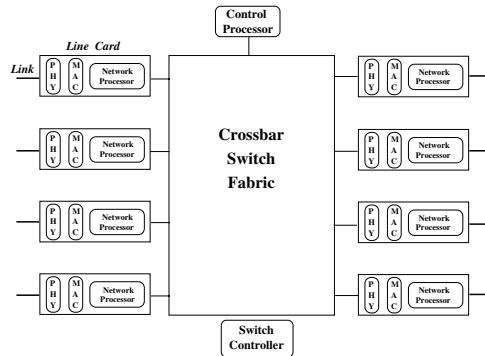 Control
Processor
Line Card
Link
P
H
Y
M
A
C
Network
Processor
P
H
Y
M
A
C
Network
Processor
P
H
Y
M
A
C
Network
Processor
P
H
Y
M
A
C
Network
Processor
Crossbar
Switch
Fabric
P
H
Y
M
A
C
Network
Processor
P
H
Y
M
A
C
Network
Processor
P
H
Y
M
A
C
Network
Processor
P
H
Y
M
A
C
Network
Processor
Switch
Controller